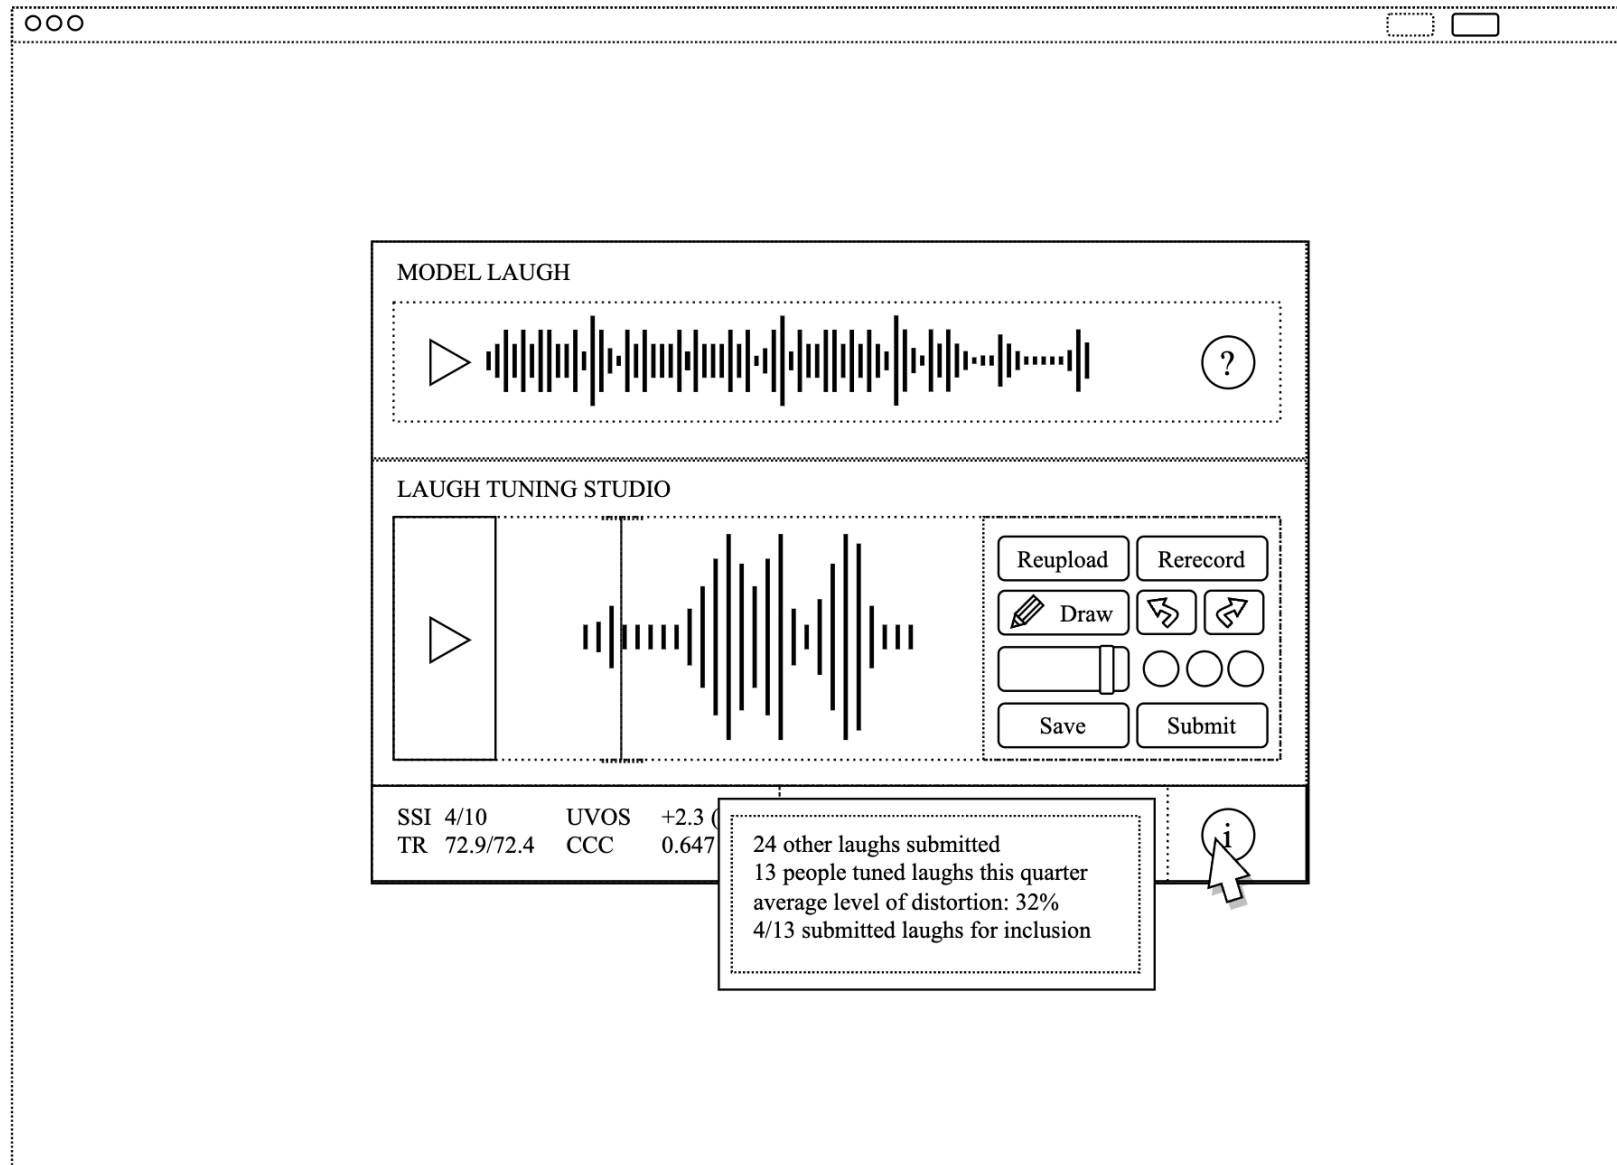 MODEL LAUGH
?
LAUGH TUNING STUDIO
Reupload Rerecord
Draw
Save Submit
SSI 4/10 UVOS +2.3 (
TR 72.9/72.4 CCC 0.647
i
24 other laughs submitted
13 people tuned laughs this quarter
average level of distortion: 32%
4/13 submitted laughs for inclusion